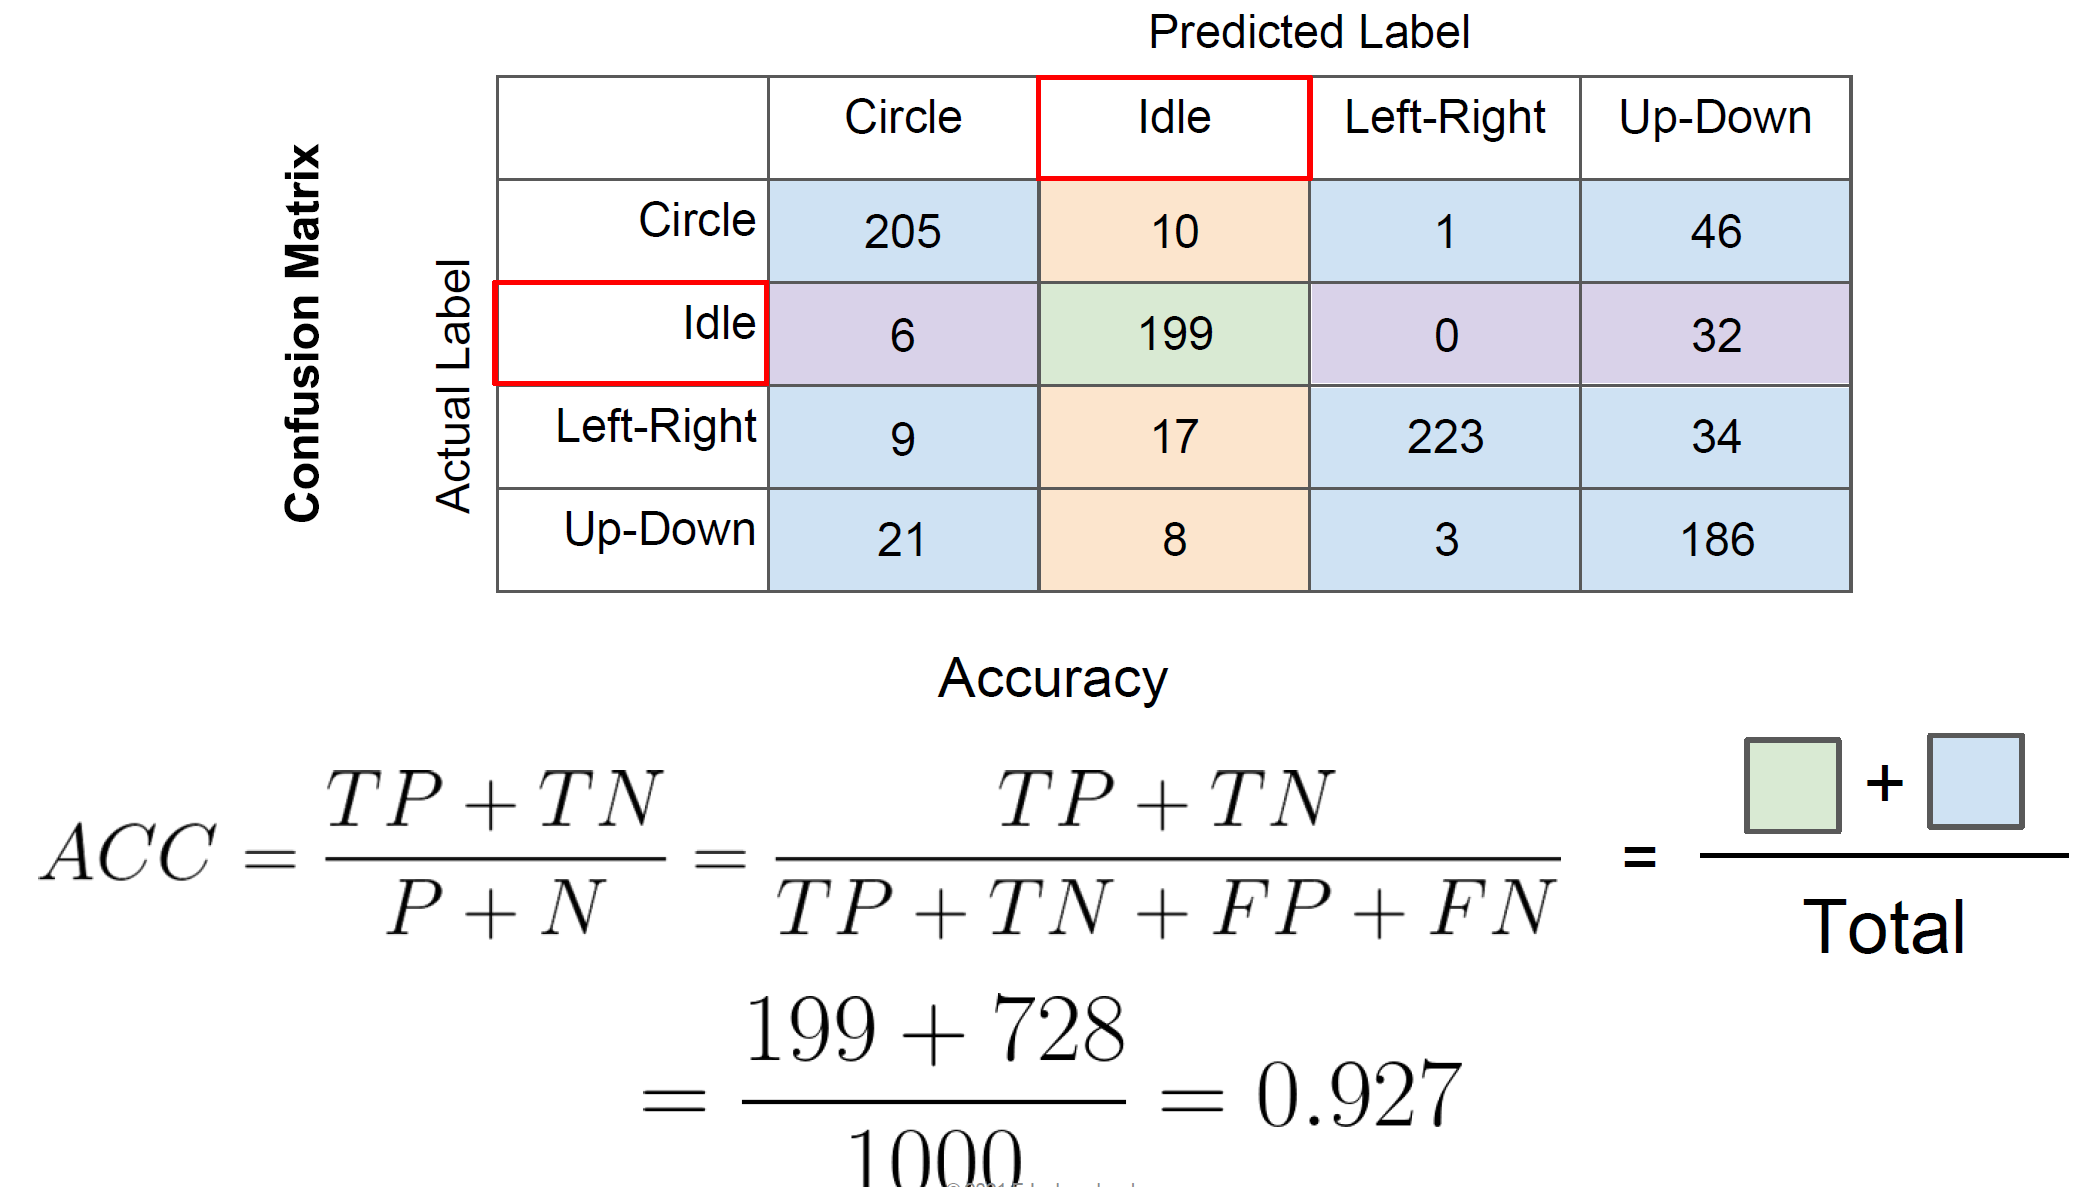 Predicted Label
Confusion Matrix
Actual Label
Circle Idle Left-Right Up-Down
Circle 205 10 1 46
Idle 6 199 0 32
Left-Right 9 17 223 34
Up-Down 21 8 3 186
Accuracy
ACC = TP + TN / P + N = TP + TN / TP + TN + FP + FN = + / Total
= 199 + 728 / 1000 = 0.927